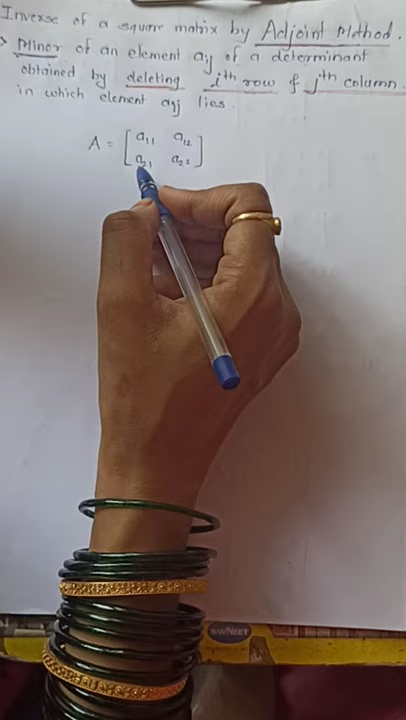 Inverse of a square matrix by Adjoint Method.
> Minor of an element aij of a determinant
obtained by deleting ith row & jth column
in which element aij lies.
A = [ a11 a12
a21 a22 ]
NAVNEET